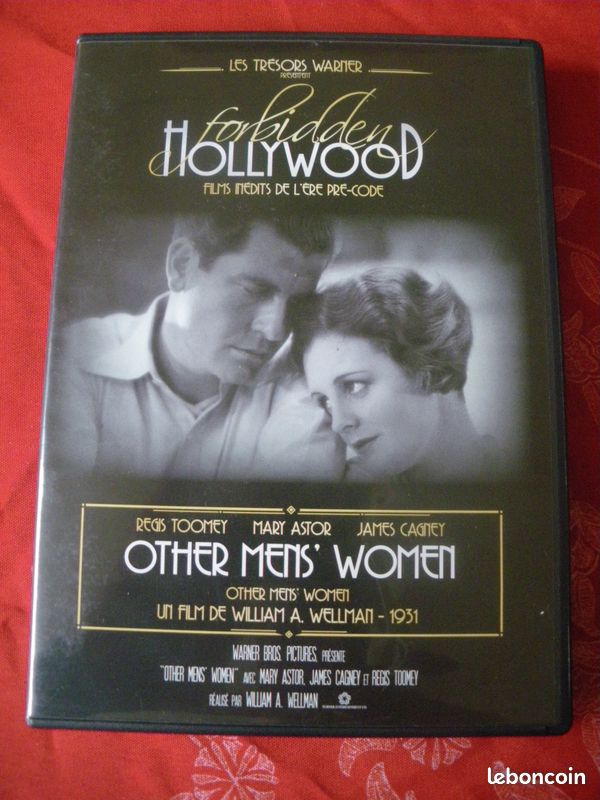 LES TRÉSORS WARNER
PRÉSENTENT
forbidden
HOLLYWOOD
FILMS INÉDITS DE L'ÈRE PRE-CODE
REGIS TOOMEY MARY ASTOR JAMES CAGNEY
OTHER MENS' WOMEN
OTHER MENS' WOMEN
UN FILM DE WILLIAM A. WELLMAN - 1931
WARNER BROS. PICTURES, PRÉSENTE
"OTHER MENS' WOMEN" AVEC MARY ASTOR, JAMES CAGNEY ET REGIS TOOMEY
RÉALISÉ PAR WILLIAM A. WELLMAN
leboncoin